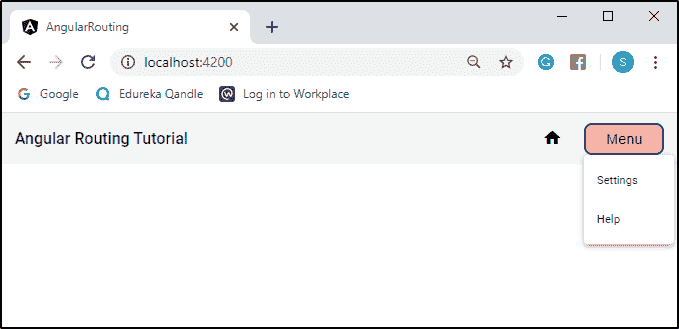 AngularRouting
localhost:4200
S
G Google
Edureka Qandle
Log in to Workplace
Angular Routing Tutorial
Menu
Settings
Help